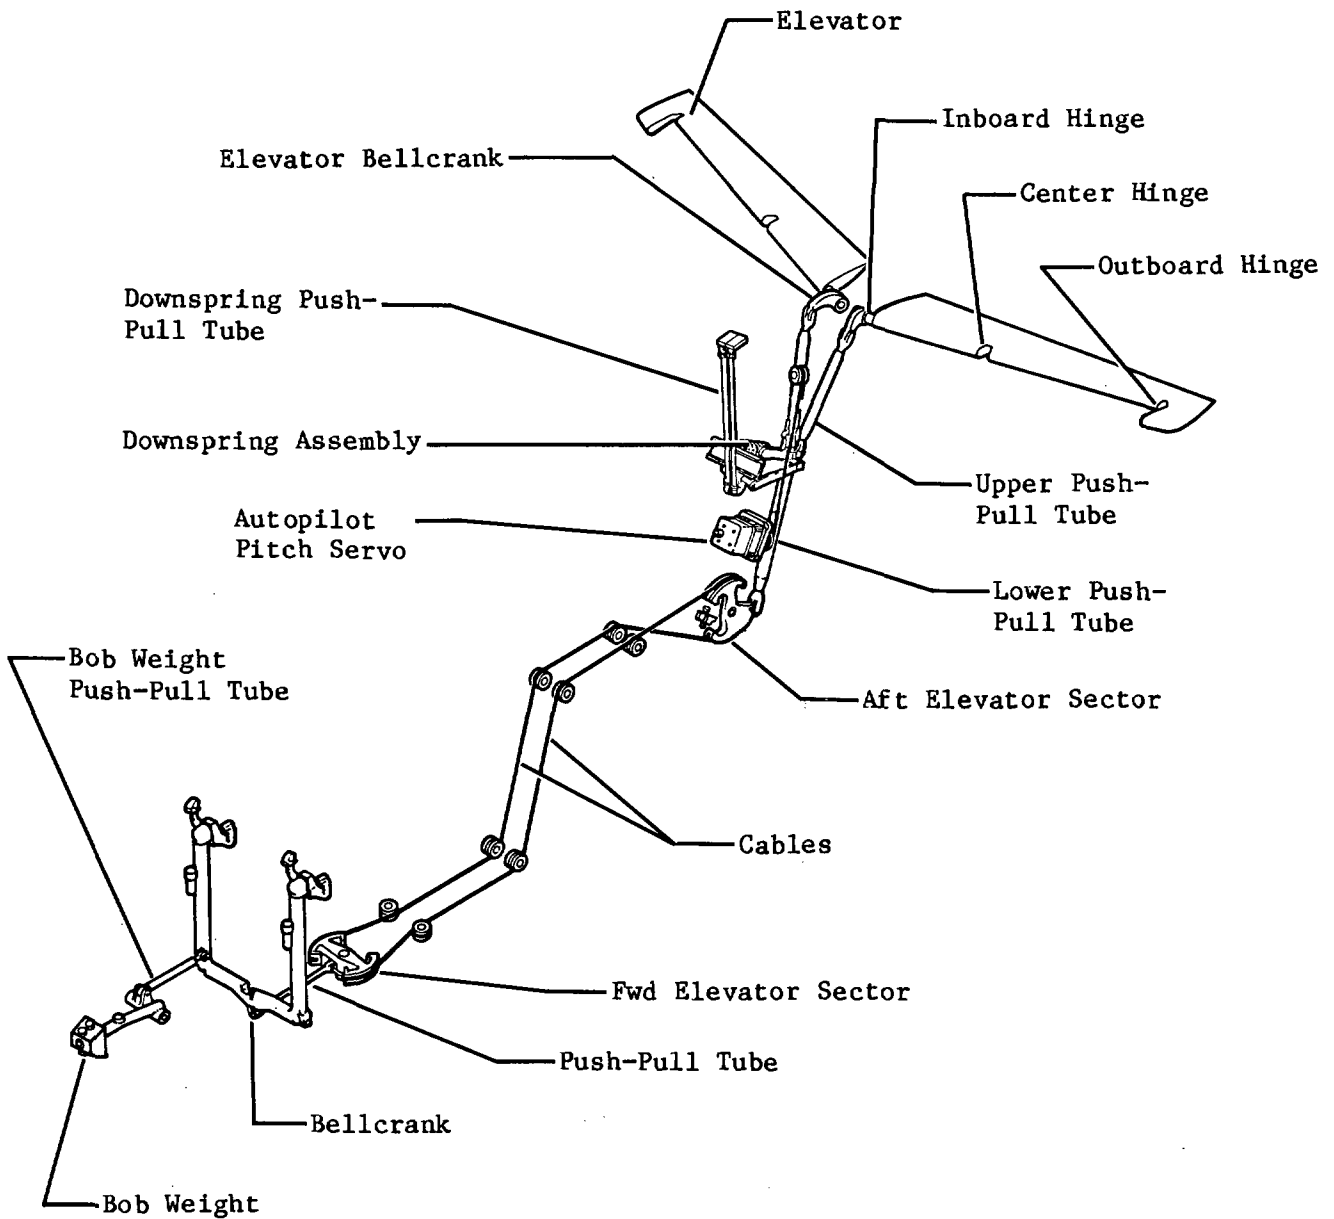 Elevator
Inboard Hinge
Elevator Bellcrank
Center Hinge
Outboard Hinge
Downspring Push-
Pull Tube
Downspring Assembly
Upper Push-
Pull Tube
Autopilot
Pitch Servo
Lower Push-
Pull Tube
Bob Weight
Push-Pull Tube
Aft Elevator Sector
Cables
Fwd Elevator Sector
Push-Pull Tube
Bellcrank
Bob Weight